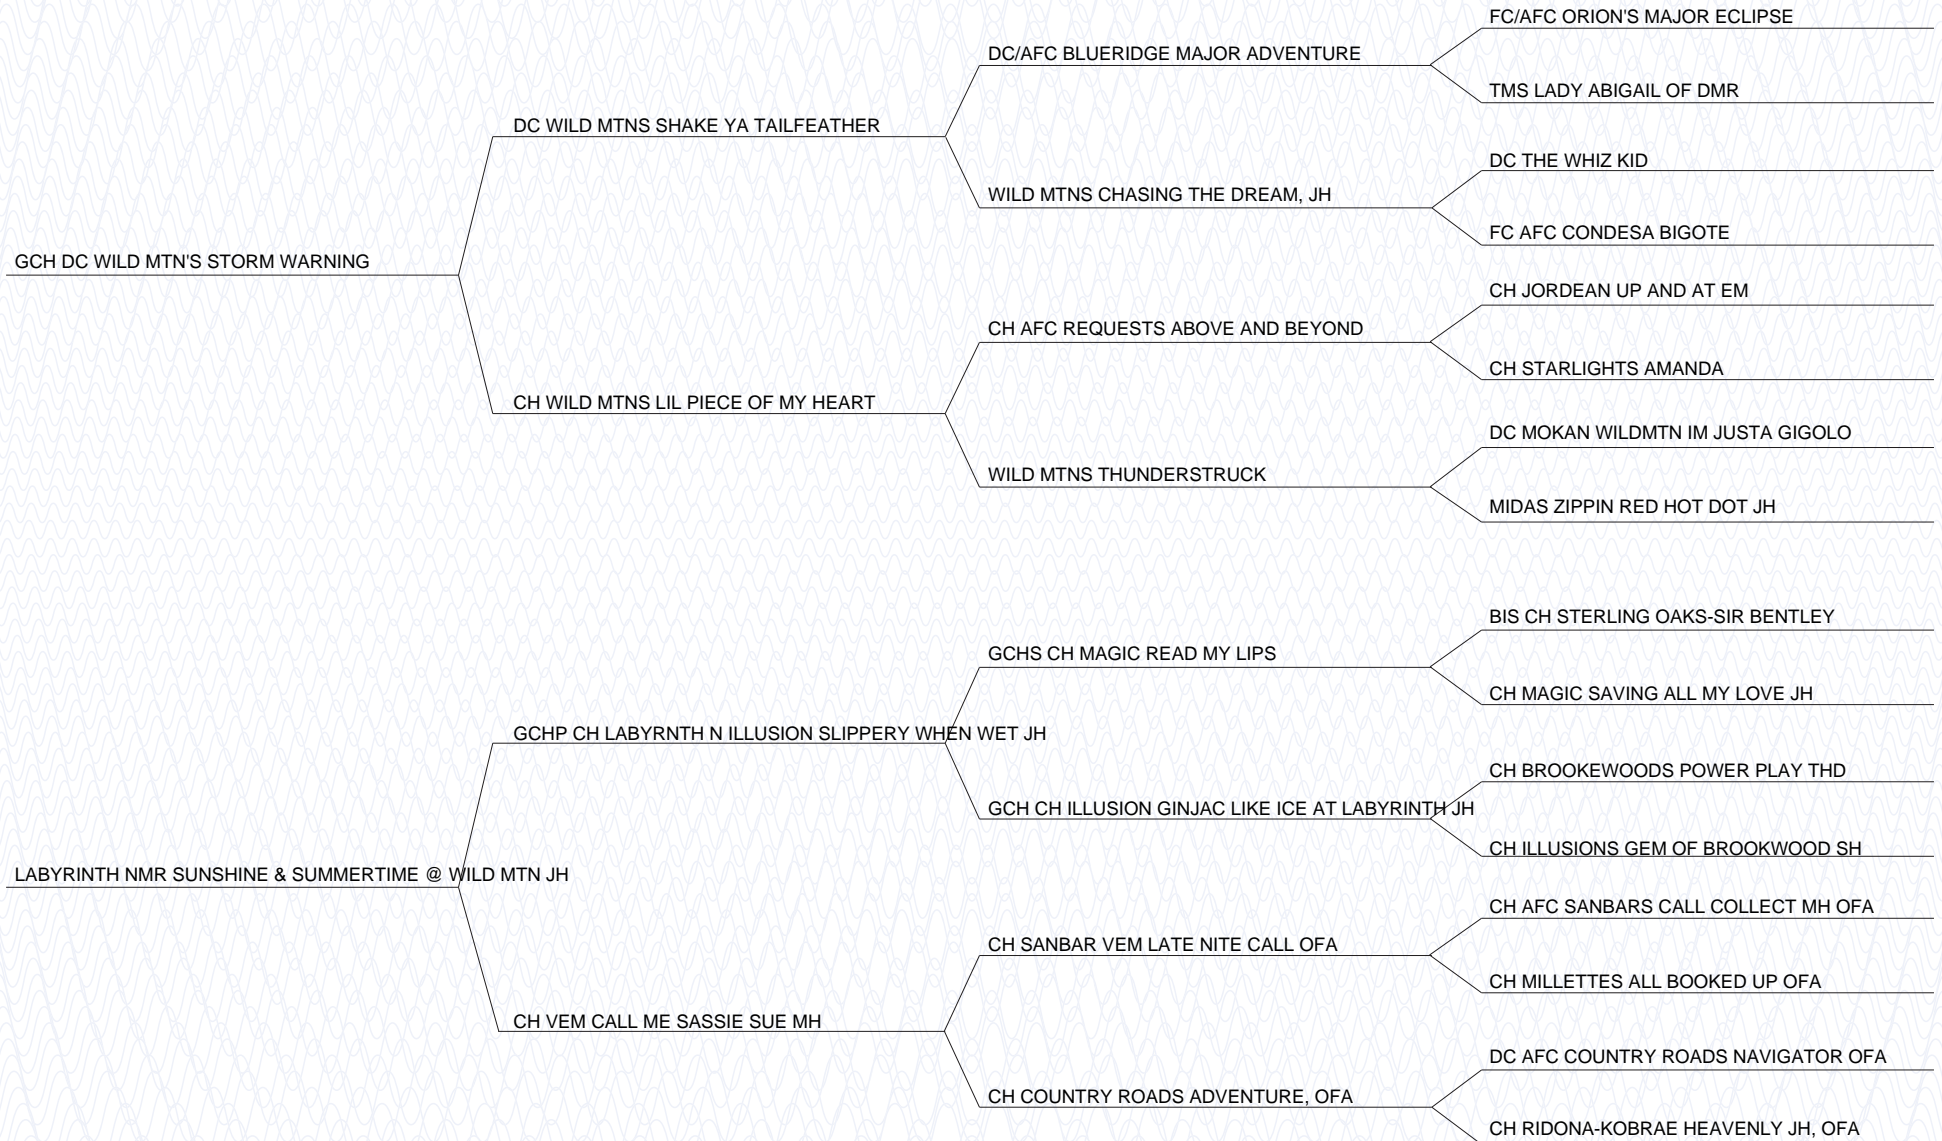 FC/AFC ORION'S MAJOR ECLIPSE
DC/AFC BLUERIDGE MAJOR ADVENTURE
TMS LADY ABIGAIL OF DMR
DC WILD MTNS SHAKE YA TAILFEATHER
DC THE WHIZ KID
WILD MTNS CHASING THE DREAM, JH
FC AFC CONDESA BIGOTE
GCH DC WILD MTN'S STORM WARNING
CH JORDEAN UP AND AT EM
CH AFC REQUESTS ABOVE AND BEYOND
CH STARLIGHTS AMANDA
CH WILD MTNS LIL PIECE OF MY HEART
DC MOKAN WILDMTN IM JUSTA GIGOLO
WILD MTNS THUNDERSTRUCK
MIDAS ZIPPIN RED HOT DOT JH
BIS CH STERLING OAKS-SIR BENTLEY
GCHS CH MAGIC READ MY LIPS
CH MAGIC SAVING ALL MY LOVE JH
GCHP CH LABYRNTH N ILLUSION SLIPPERY WHEN WET JH
CH BROOKEWOODS POWER PLAY THD
GCH CH ILLUSION GINJAC LIKE ICE AT LABYRINTH JH
CH ILLUSIONS GEM OF BROOKWOOD SH
LABYRINTH NMR SUNSHINE & SUMMERTIME @ WILD MTN JH
CH AFC SANBARS CALL COLLECT MH OFA
CH SANBAR VEM LATE NITE CALL OFA
CH MILLETTES ALL BOOKED UP OFA
CH VEM CALL ME SASSIE SUE MH
DC AFC COUNTRY ROADS NAVIGATOR OFA
CH COUNTRY ROADS ADVENTURE, OFA
CH RIDONA-KOBRAE HEAVENLY JH, OFA